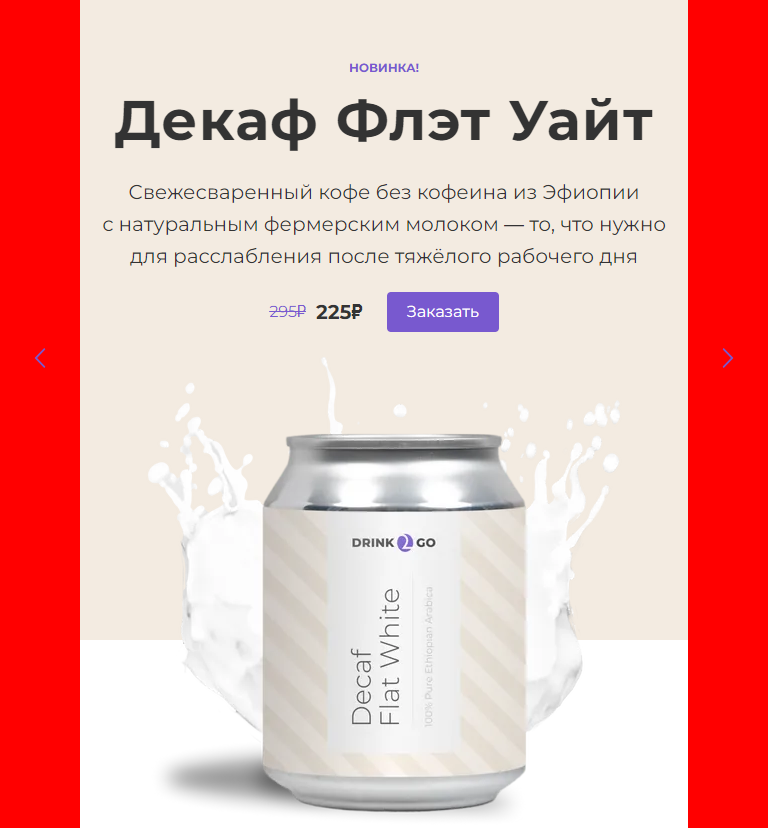 НОВИНКА!
Декаф Флэт Уайт
Свежесваренный кофе без кофеина из Эфиопии
с натуральным фермерским молоком — то, что нужно
для расслабления после тяжёлого рабочего дня
295₽ 225₽ Заказать
DRINK 2 GO
Decaf
Flat White
100% Pure Ethiopian Arabica